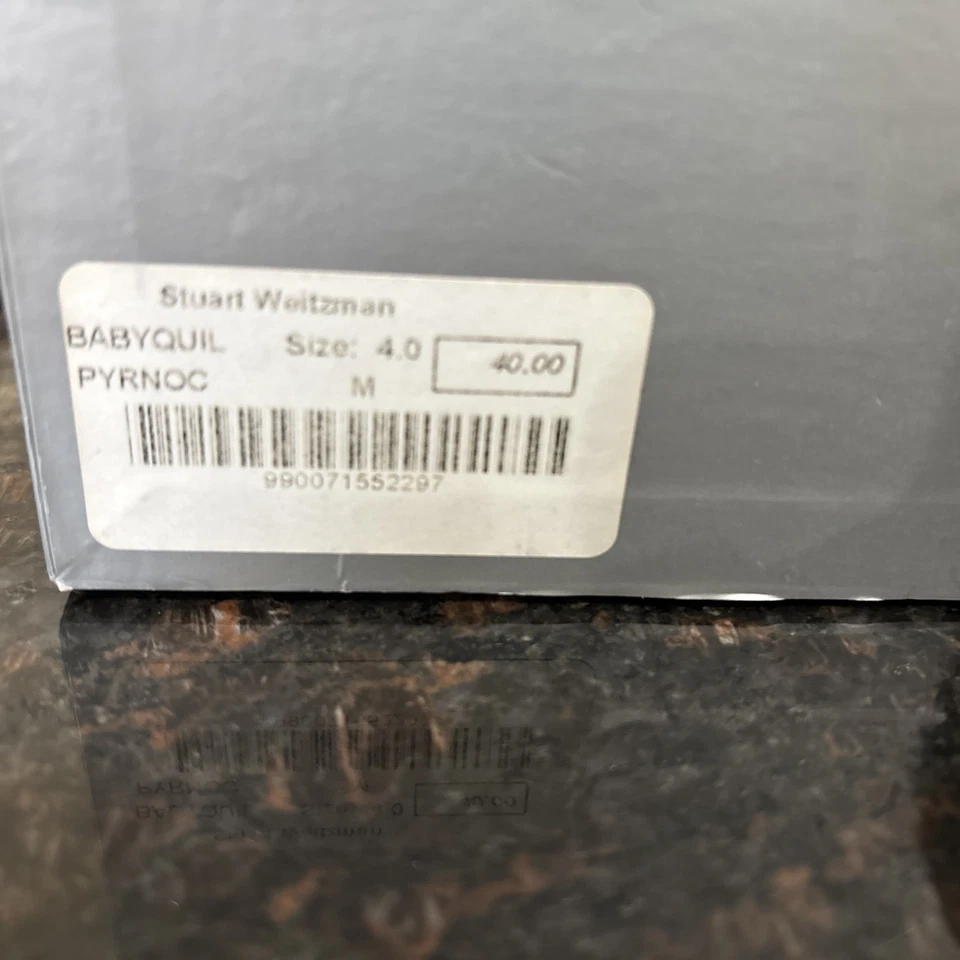 Stuart Weitzman
BABYQUIL Size: 4.0 40.00
PYRNOC M
990071552297